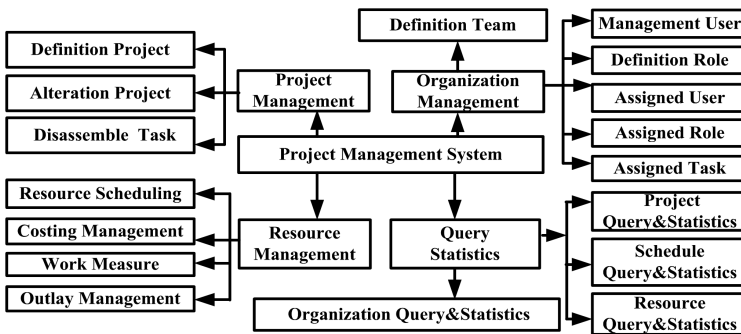 Definition Team
Management User
Definition Project
Definition Role
Project
Management
Organization
Management
Alteration Project
Assigned User
Disassemble Task
Assigned Role
Project Management System
Assigned Task
Resource Scheduling
Project
Query&Statistics
Costing Management
Resource
Management
Query
Statistics
Schedule
Query&Statistics
Work Measure
Outlay Management
Organization Query&Statistics
Resource
Query&Statistics